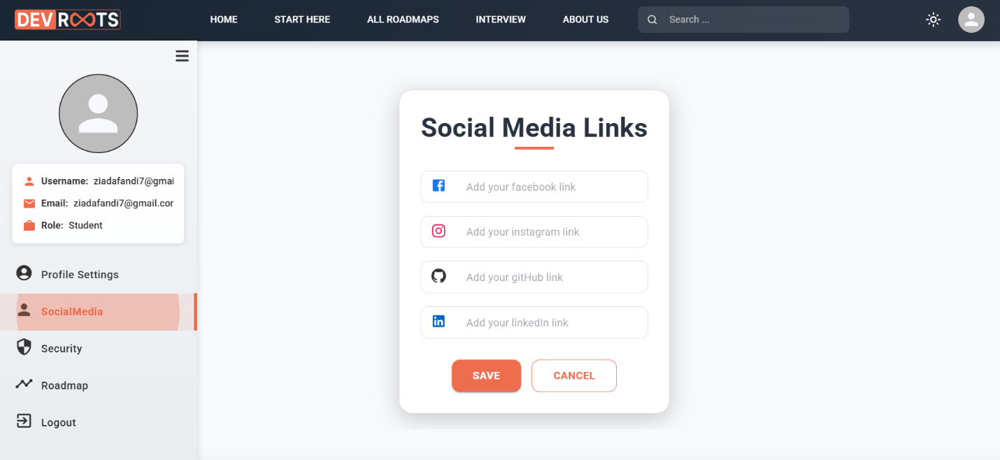 DEVROOTS
HOME START HERE ALL ROADMAPS INTERVIEW ABOUT US Search ...
Username: ziadafandi7@gmai
Email: ziadafandi7@gmail.cor
Role: Student
Profile Settings
SocialMedia
Security
Roadmap
Logout
Social Media Links
Add your facebook link
Add your instagram link
Add your gitHub link
Add your linkedIn link
SAVE CANCEL